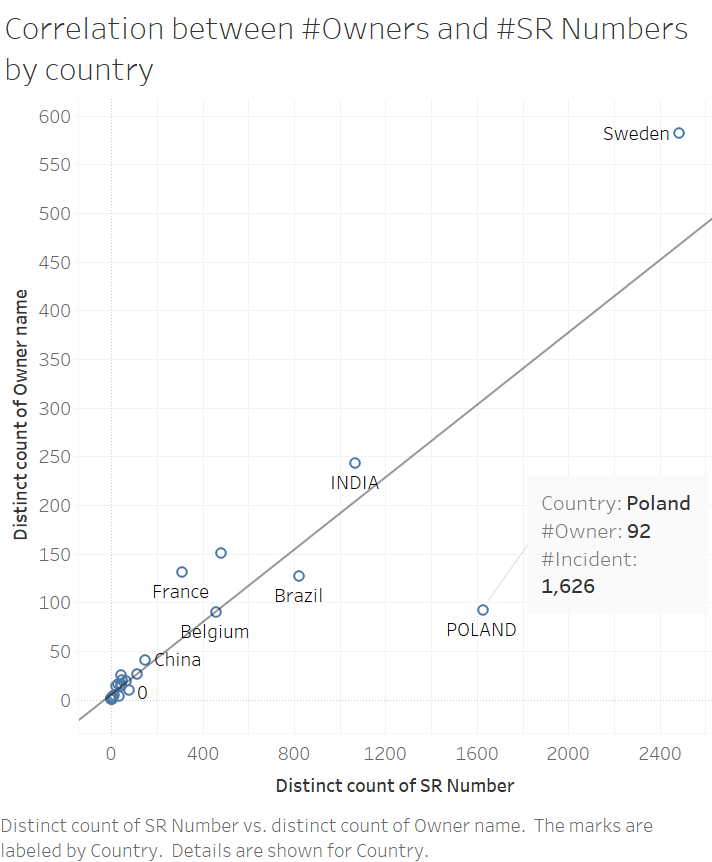 Correlation between #Owners and #SR Numbers
by country
600
550
500
450
400
350
300
250
200
150
100
50
0
Distinct count of Owner name
Sweden
INDIA
Country: Poland
#Owner: 92
#Incident:
1,626
France
Brazil
POLAND
Belgium
China
0
0
400
800
1200
1600
2000
2400
Distinct count of SR Number
Distinct count of SR Number vs. distinct count of Owner name.  The marks are
labeled by Country.  Details are shown for Country.